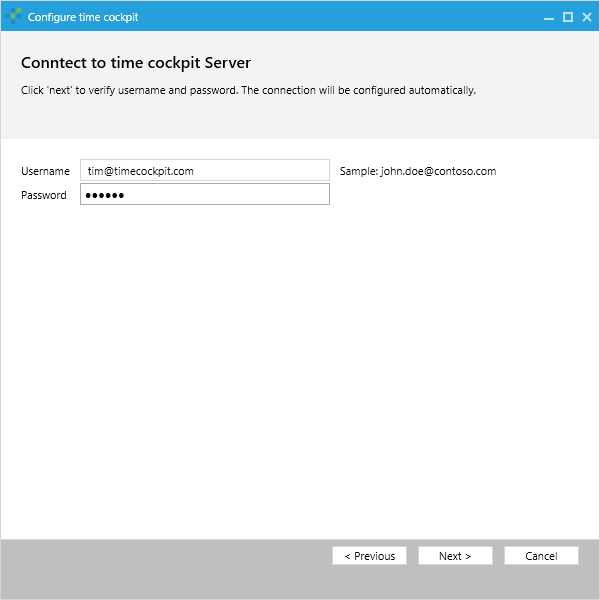 Configure time cockpit
Conntect to time cockpit Server
Click 'next' to verify username and password. The connection will be configured automatically.
Username tim@timecockpit.com Sample: john.doe@contoso.com
Password ●●●●●●
< Previous Next > Cancel